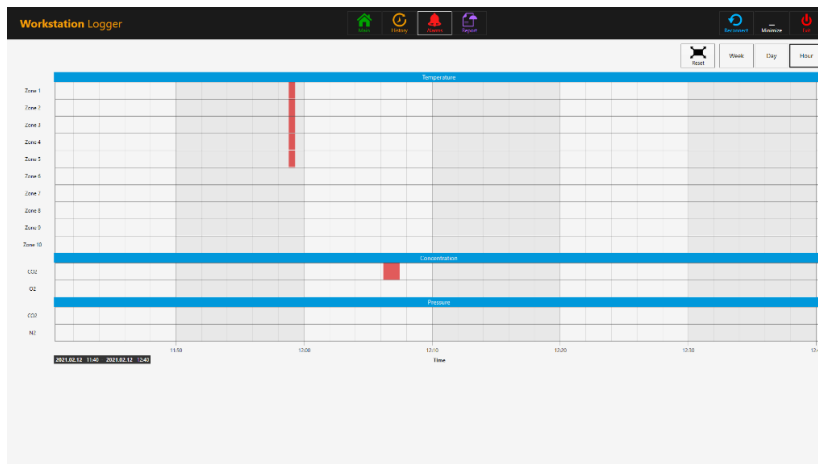 Workstation Logger
Main History Alarms Report Reconnect Minimize Exit
Reset Week Day Hour
Temperature
Zone 1
Zone 2
Zone 3
Zone 4
Zone 5
Zone 6
Zone 7
Zone 8
Zone 9
Zone 10
Concentration
CO2
O2
Pressure
CO2
N2
11:50 12:00 12:10 12:20 12:30
2021.02.12 11:40 2021.02.12 12:40
Time